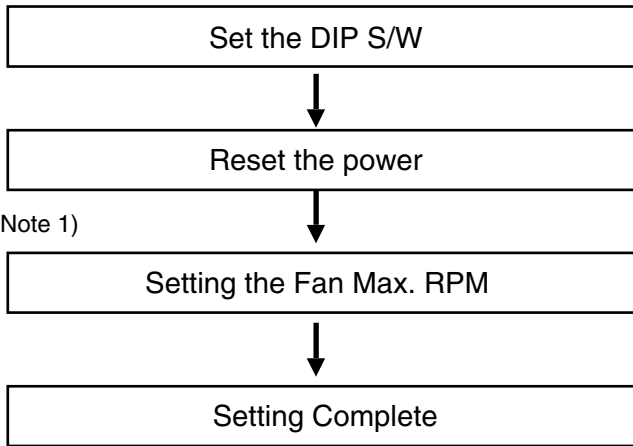 Set the DIP S/W
Reset the power
Note 1)
Setting the Fan Max. RPM
Setting Complete